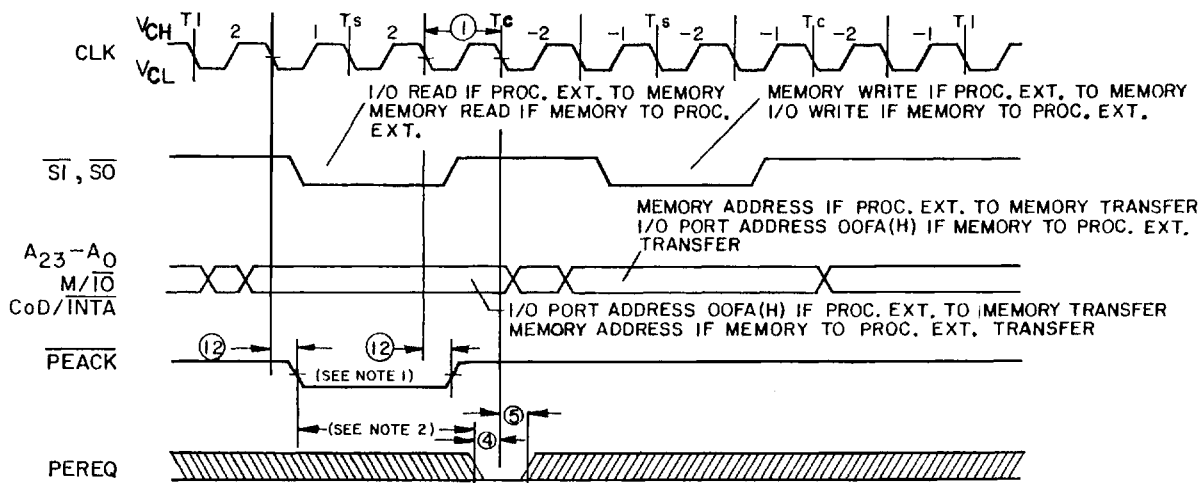 VCH TI 2 1 Ts 2 ① Tc -2 -1 Ts -2 -1 Tc -2 -1 TI
CLK
VCL
I/O READ IF PROC. EXT. TO MEMORY
MEMORY READ IF MEMORY TO PROC.
EXT.
MEMORY WRITE IF PROC. EXT. TO MEMORY
I/O WRITE IF MEMORY TO PROC. EXT.
SI, SO
MEMORY ADDRESS IF PROC. EXT. TO MEMORY TRANSFER
I/O PORT ADDRESS OOFA(H) IF MEMORY TO PROC. EXT.
TRANSFER
A23-A0
M/IO
COD/INTA
I/O PORT ADDRESS OOFA(H) IF PROC. EXT. TO MEMORY TRANSFER
MEMORY ADDRESS IF MEMORY TO PROC. EXT. TRANSFER
⑫ ⑫
PEACK
(SEE NOTE 1)
⑤
(SEE NOTE 2) ④
PEREQ